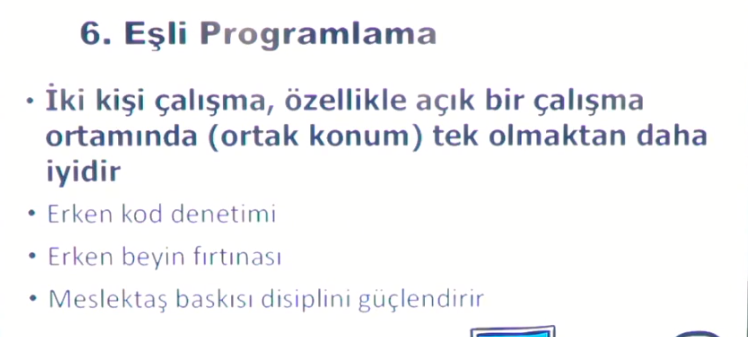 6. Eşli Programlama
• İki kişi çalışma, özellikle açık bir çalışma
ortamında (ortak konum) tek olmaktan daha
iyidir
• Erken kod denetimi
• Erken beyin fırtınası
• Meslektaş baskısı disiplini güçlendirir